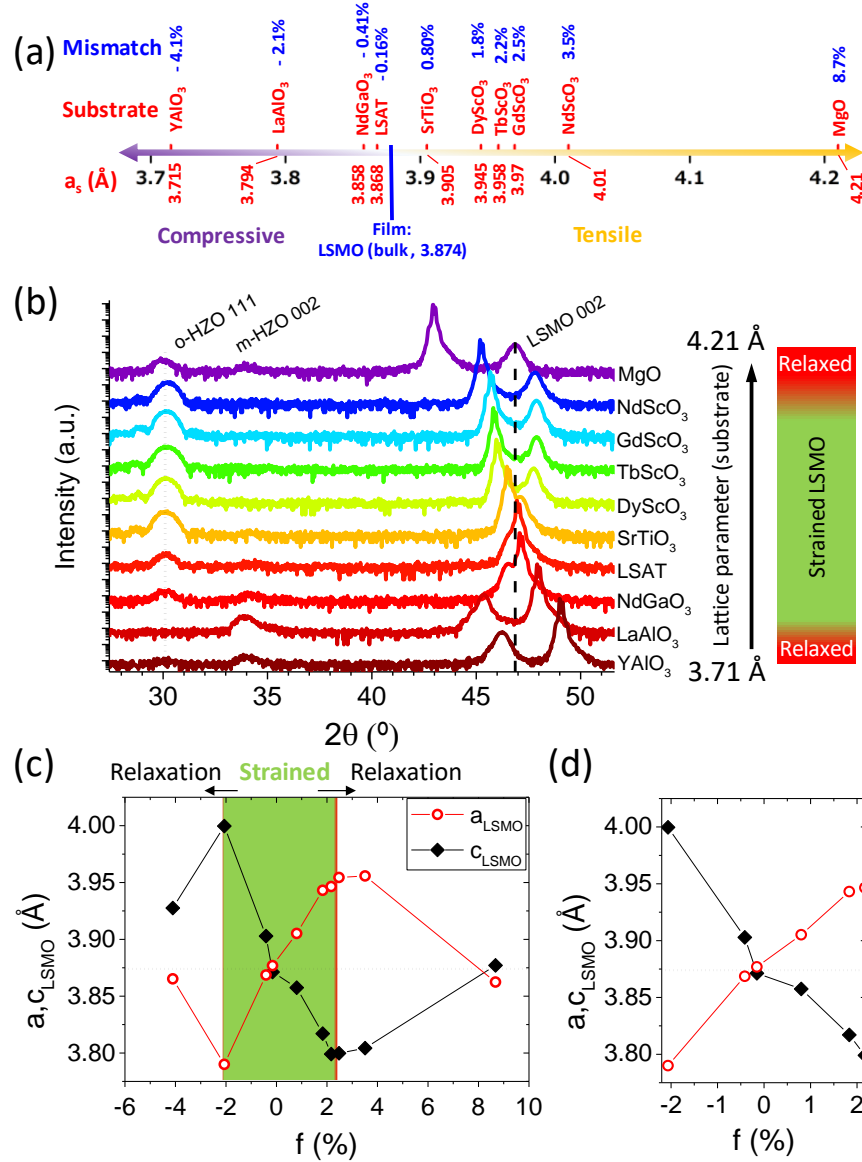 (a)
Mismatch
- 4.1%
- 2.1%
- 0.41%
-0.16%
0.80%
1.8%
2.2%
2.5%
3.5%
8.7%
Substrate
YAlO₃
LaAlO₃
NdGaO₃
LSAT
SrTiO₃
DyScO₃
TbScO₃
GdScO₃
NdScO₃
MgO
3.7 3.8 3.9 4.0 4.1 4.2
aₛ (Å)
3.715
3.794
3.858
3.868
3.905
3.945
3.958
3.97
4.01
4.21
Compressive
Film:
LSMO (bulk , 3.874)
Tensile
(b)
o-HZO 111
m-HZO 002
LSMO 002
MgO
NdScO₃
GdScO₃
TbScO₃
DyScO₃
SrTiO₃
LSAT
NdGaO₃
LaAlO₃
YAlO₃
Intensity (a.u.)
30 35 40 45 50
2θ (º)
4.21 Å
Lattice parameter (substrate)
3.71 Å
Relaxed
Strained LSMO
Relaxed
(c)
Relaxation Strained Relaxation
a_LSMO
c_LSMO
4.00
3.95
3.90
3.85
3.80
a,c_LSMO (Å)
-6 -4 -2 0 2 4 6 8 10
f (%)
(d)
4.00
3.95
3.90
3.85
3.80
a,c_LSMO (Å)
-2 -1 0 1 2
f (%)